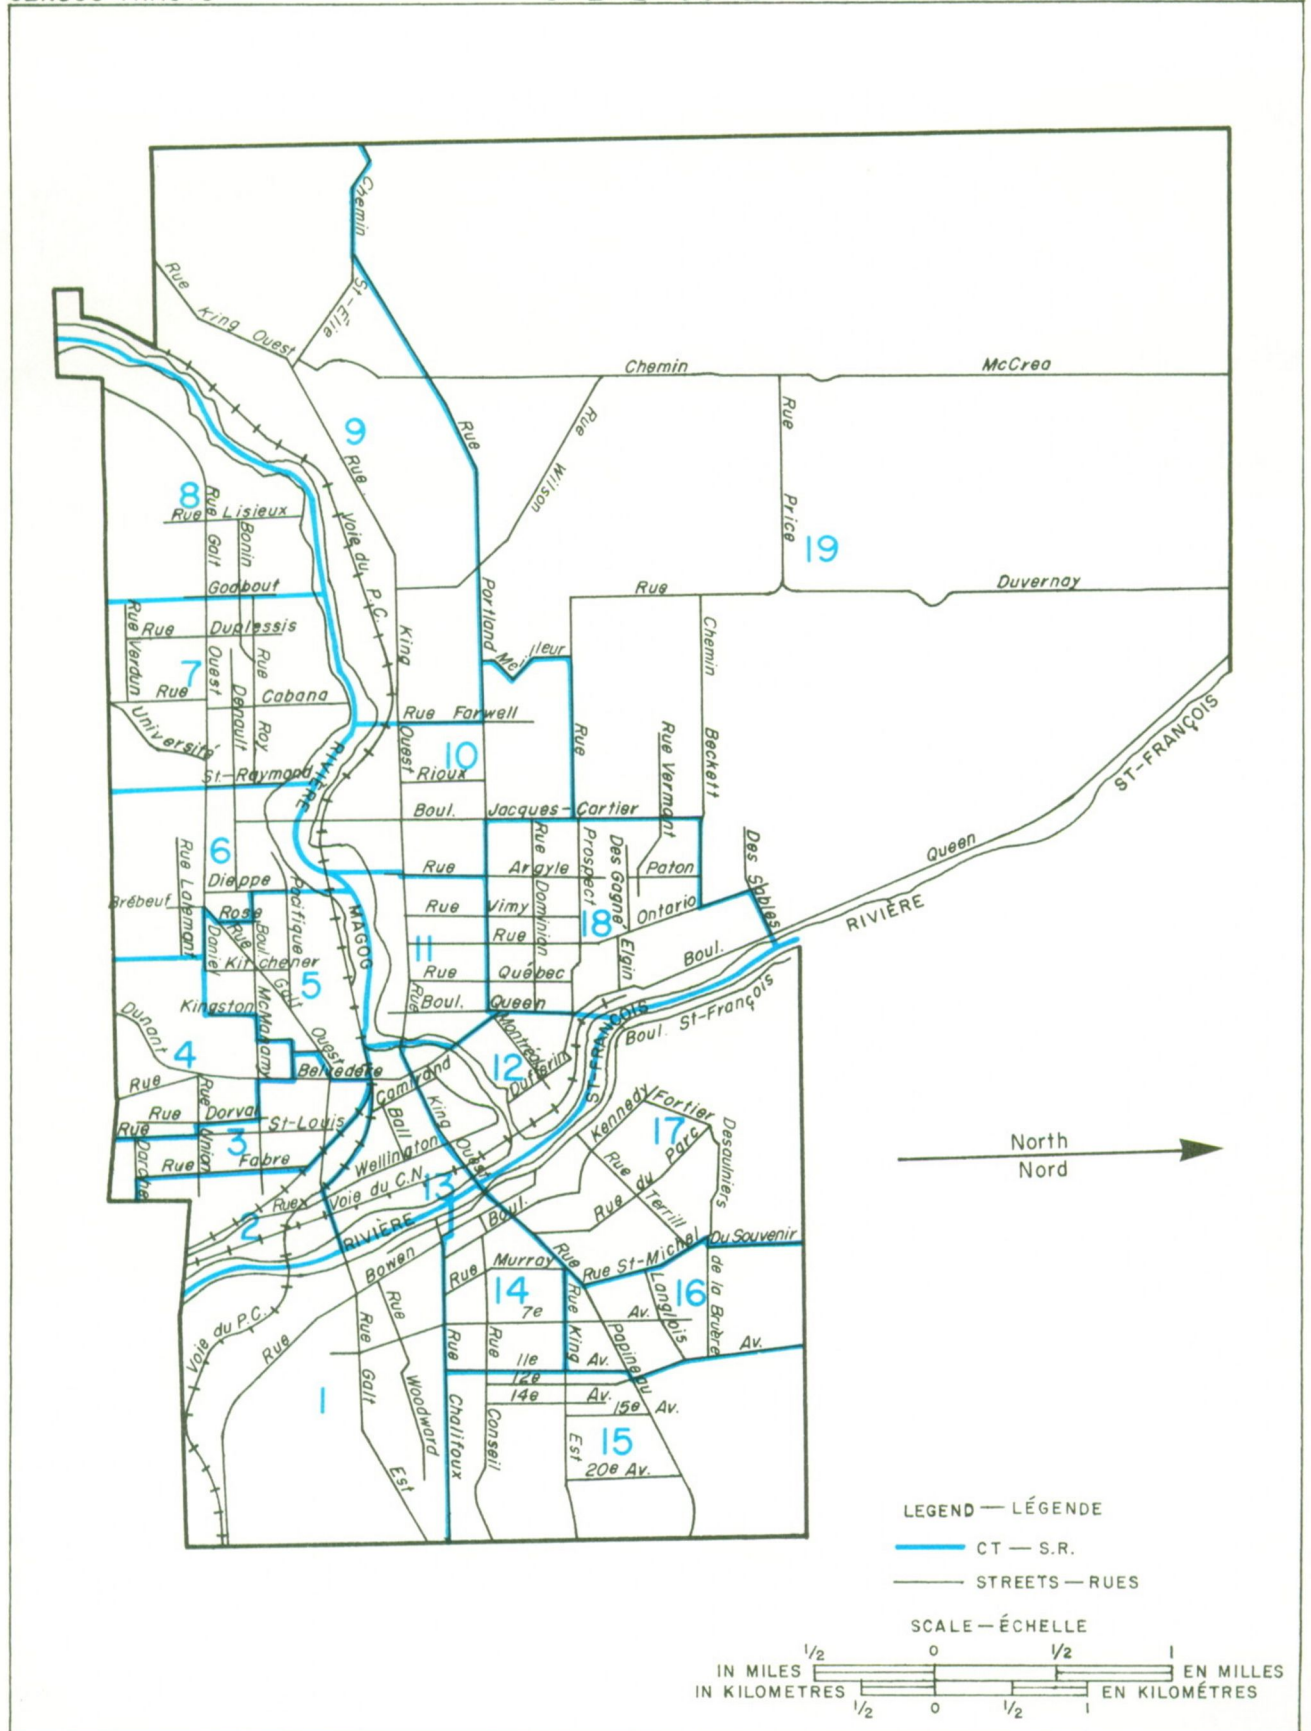 Chemin
Rue
King Ouest
St-Élie
Chemin
McCrea
9
Rue
Rue
Rue
Wilson
Rue
Price
19
8
Rue
Rue Lisieux
Galt
Bonin
Voie du P.C.
Godbout
Rue
Duvernay
Rue Verdun
Rue Duplessis
King
Portland
Meilleur
Chemin
Beckett
7
Ouest
Rue
Rue
Cabana
Denault
Roy
Université
Rue Farwell
Ouest
10
Rue
Rue Vermont
St-Raymond
RIVIÈRE
Rioux
Boul. Jacques-Cartier
ST-FRANÇOIS
6
Rue Lalemant
Dieppe
Rue Argyle
Rue
Dominion
Prospect
Des Gagné
Paton
Des Sables
Queen
RIVIÈRE
Brébeuf
Rose
Pacifique
MAGOG
Rue Vimy
18
Ontario
Daniel
Rue
Boul.
Kitchener
11
Rue
Elgin
Boul.
5
Galt
Rue Québec
Kingston
McManamy
Rue
Boul. Queen
Boul. St-François
Dunant
Ouest
Montréal
ST-FRANÇOIS
4
Belvédère
12
Dufferin
Rue
Camirand
Rue Dorval
Rue
St-Louis
Ball
King
Kennedy
Fortier
17
Rue
Union
3
Wellington
Ouest
Desaulniers
North
Nord
Darche
Rue Fabre
Voie du C.N.
13
Rue
Terrill
Rue du Parc
2
Rue
RIVIÈRE
Boul.
Bowen
Rue
Rue St-Michel
Du Souvenir
Murray
Rue
14
16
Langlois
de la Bruère
Voie du P.C.
Rue
Rue
Rue
7e Av.
Rue King
Papineau
Av.
Galt
Rue
Rue
11e Av.
12e
1
Woodward
Chalifoux
Conseil
14e Av.
15e Av.
15
Est
Est
20e Av.
LEGEND — LÉGENDE
CT — S.R.
STREETS — RUES
SCALE — ÉCHELLE
1/2 0 1/2 1
IN MILES EN MILLES
IN KILOMETRES EN KILOMÉTRES
1/2 0 1/2 1